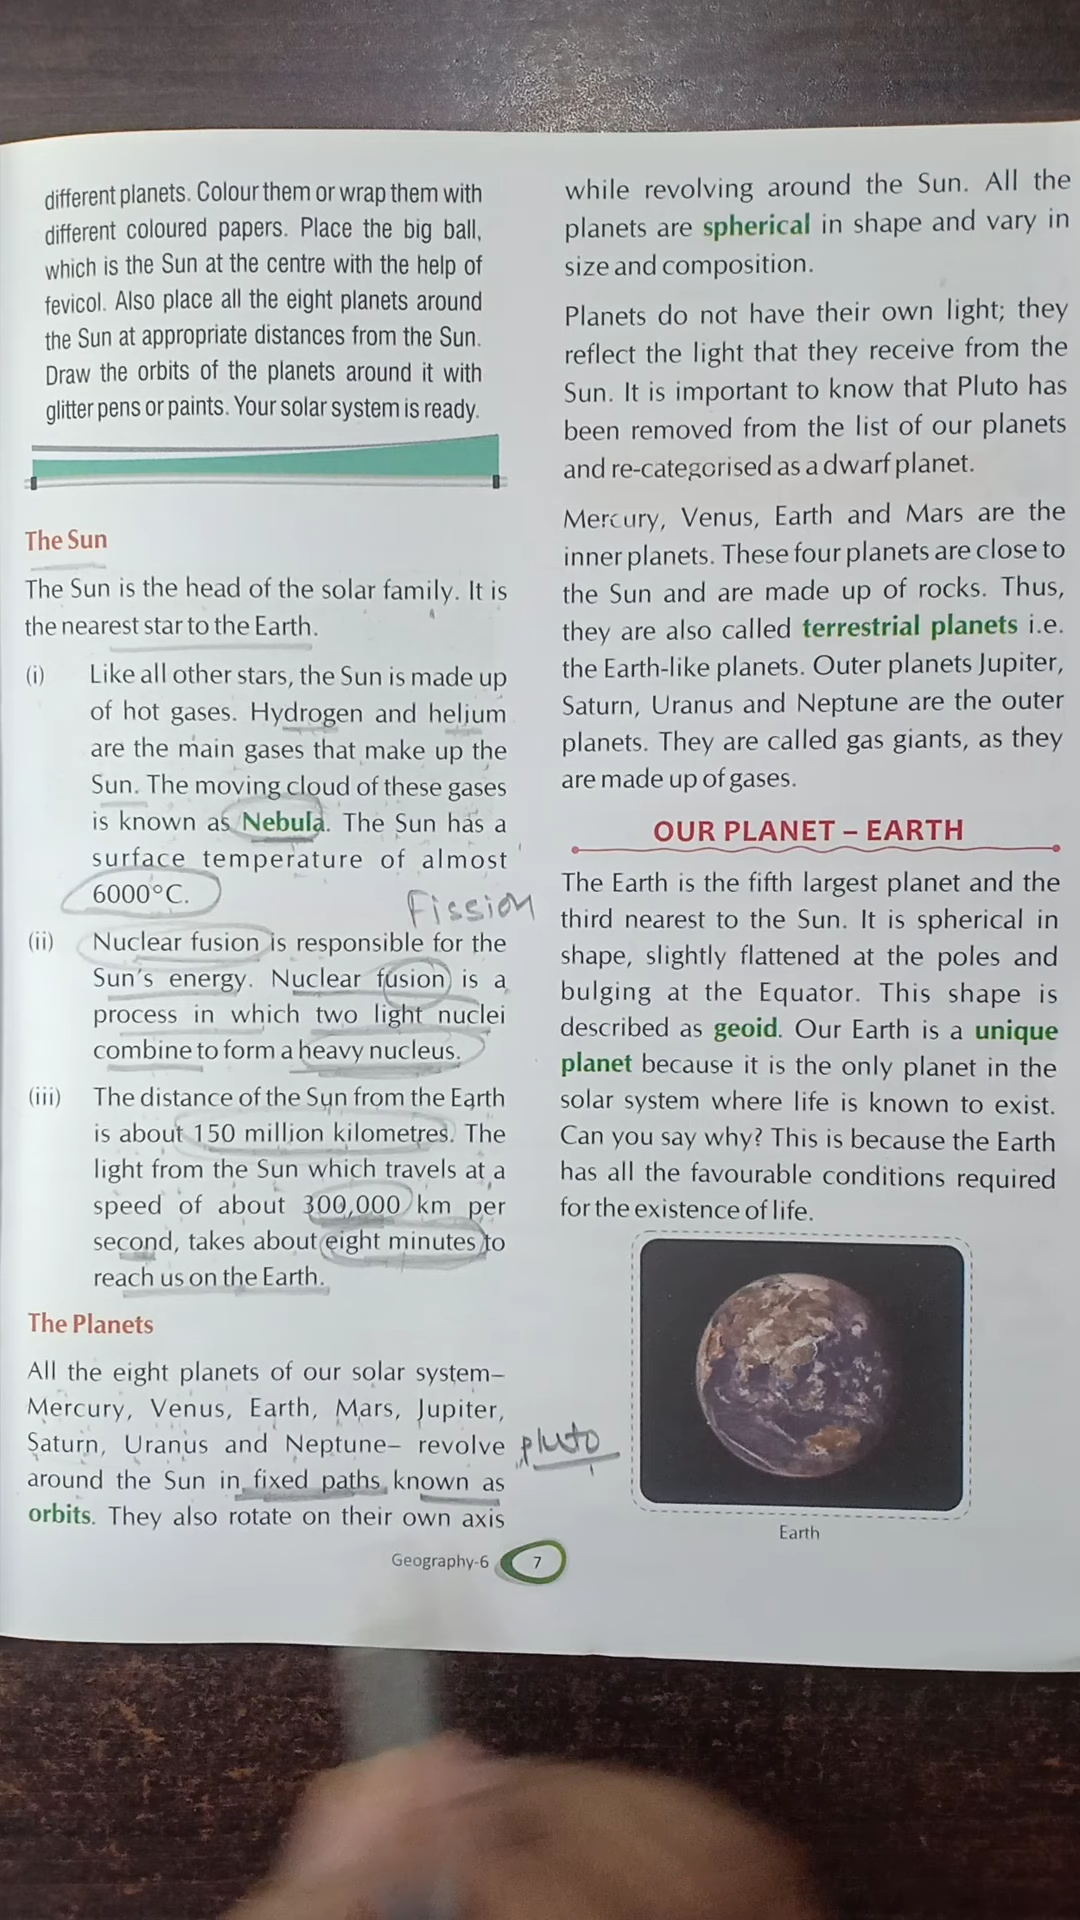 different planets. Colour them or wrap them with
different coloured papers. Place the big ball,
which is the Sun at the centre with the help of
fevicol. Also place all the eight planets around
the Sun at appropriate distances from the Sun.
Draw the orbits of the planets around it with
glitter pens or paints. Your solar system is ready.
The Sun
The Sun is the head of the solar family. It is
the nearest star to the Earth.
(i) Like all other stars, the Sun is made up
of hot gases. Hydrogen and helium
are the main gases that make up the
Sun. The moving cloud of these gases
is known as Nebula. The Sun has a
surface temperature of almost
6000°C.
Fission
(ii) Nuclear fusion is responsible for the
Sun's energy. Nuclear fusion is a
process in which two light nuclei
combine to form a heavy nucleus.
(iii) The distance of the Sun from the Earth
is about 150 million kilometres. The
light from the Sun which travels at a
speed of about 300,000 km per
second, takes about eight minutes to
reach us on the Earth.
The Planets
All the eight planets of our solar system–
Mercury, Venus, Earth, Mars, Jupiter,
Saturn, Uranus and Neptune– revolve
pluto
around the Sun in fixed paths known as
orbits. They also rotate on their own axis
while revolving around the Sun. All the
planets are spherical in shape and vary in
size and composition.
Planets do not have their own light; they
reflect the light that they receive from the
Sun. It is important to know that Pluto has
been removed from the list of our planets
and re-categorised as a dwarf planet.
Mercury, Venus, Earth and Mars are the
inner planets. These four planets are close to
the Sun and are made up of rocks. Thus,
they are also called terrestrial planets i.e.
the Earth-like planets. Outer planets Jupiter,
Saturn, Uranus and Neptune are the outer
planets. They are called gas giants, as they
are made up of gases.
OUR PLANET – EARTH
The Earth is the fifth largest planet and the
third nearest to the Sun. It is spherical in
shape, slightly flattened at the poles and
bulging at the Equator. This shape is
described as geoid. Our Earth is a unique
planet because it is the only planet in the
solar system where life is known to exist.
Can you say why? This is because the Earth
has all the favourable conditions required
for the existence of life.
Earth
Geography-6 7